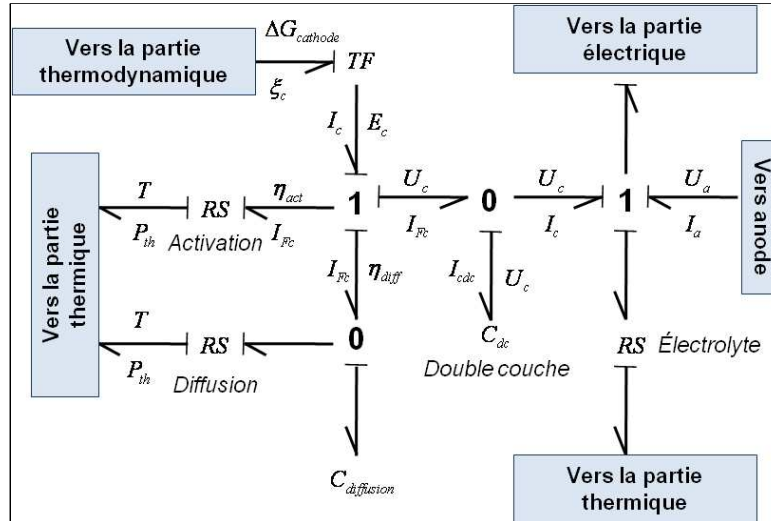 Vers la partie
thermodynamique
ΔG_cathode
ξ_c
TF
Vers la partie
électrique
I_c E_c
Vers la partie
thermique
T
P_th
RS
Activation
η_act
I_Fc
1
U_c
I_Fc
0
U_c
I_c
1
U_a
I_a
Vers anode
I_Fc η_diff
I_cdc U_c
T
P_th
RS
Diffusion
0
C_dc
Double couche
RS Électrolyte
C_diffusion
Vers la partie
thermique